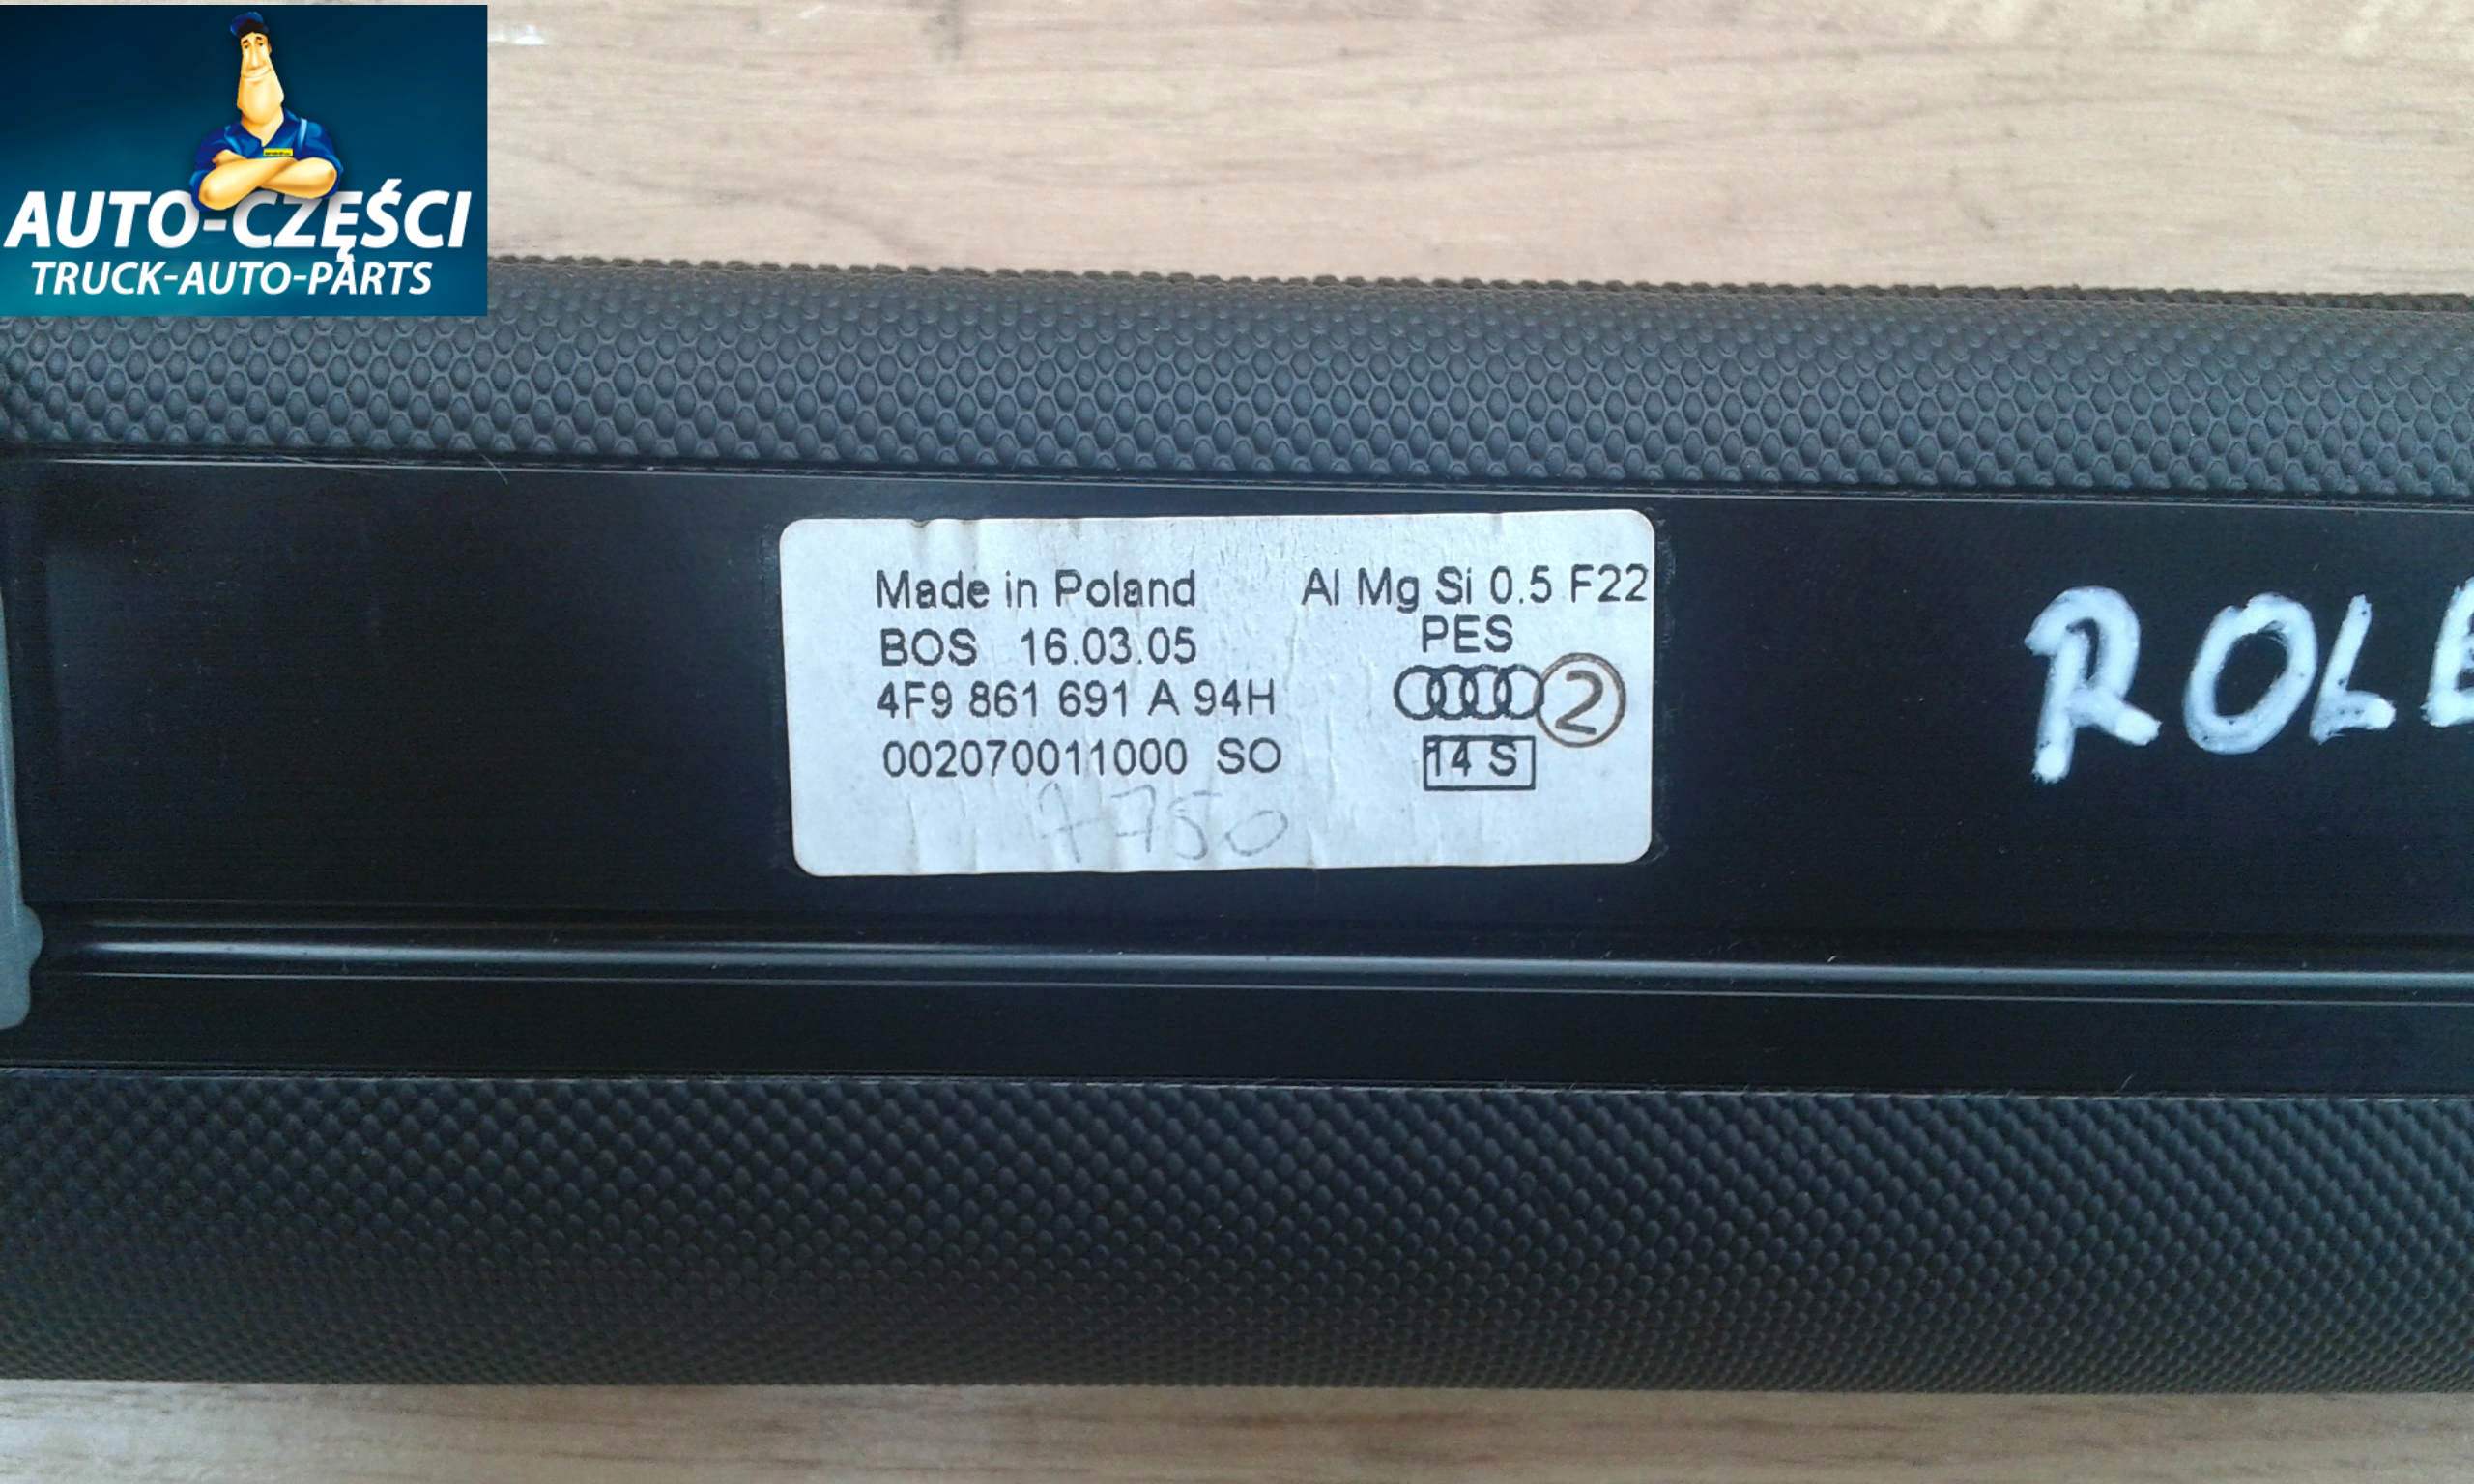 AUTO-CZĘŚCI
TRUCK-AUTO-PARTS
Made in Poland
BOS 16.03.05
4F9 861 691 A 94H
002070011000 SO
7750
Al Mg Si 0.5 F22
PES
2
14 S
ROLE